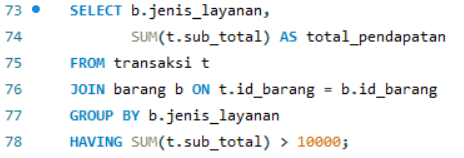 73 SELECT b.jenis_layanan,
74 SUM(t.sub_total) AS total_pendapatan
75 FROM transaksi t
76 JOIN barang b ON t.id_barang = b.id_barang
77 GROUP BY b.jenis_layanan
78 HAVING SUM(t.sub_total) > 10000;